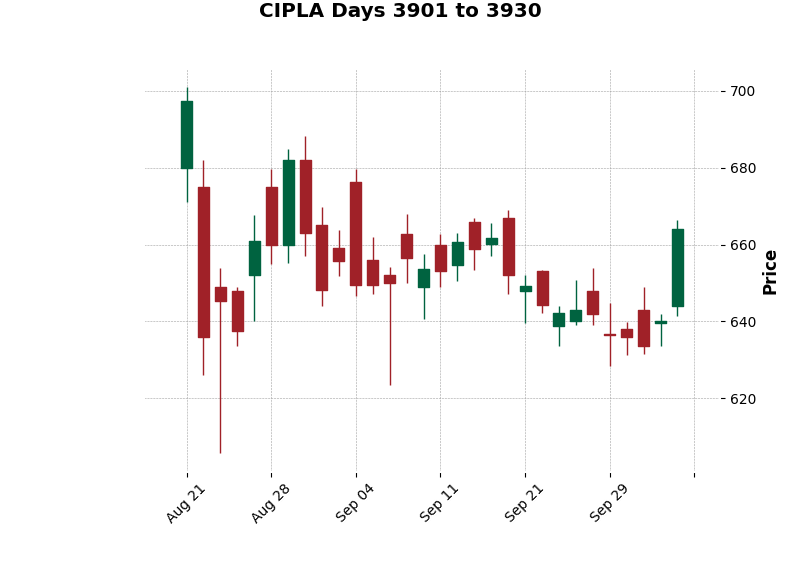 CIPLA Days 3901 to 3930
700
680
660
640
620
Price
Aug 21
Aug 28
Sep 04
Sep 11
Sep 21
Sep 29